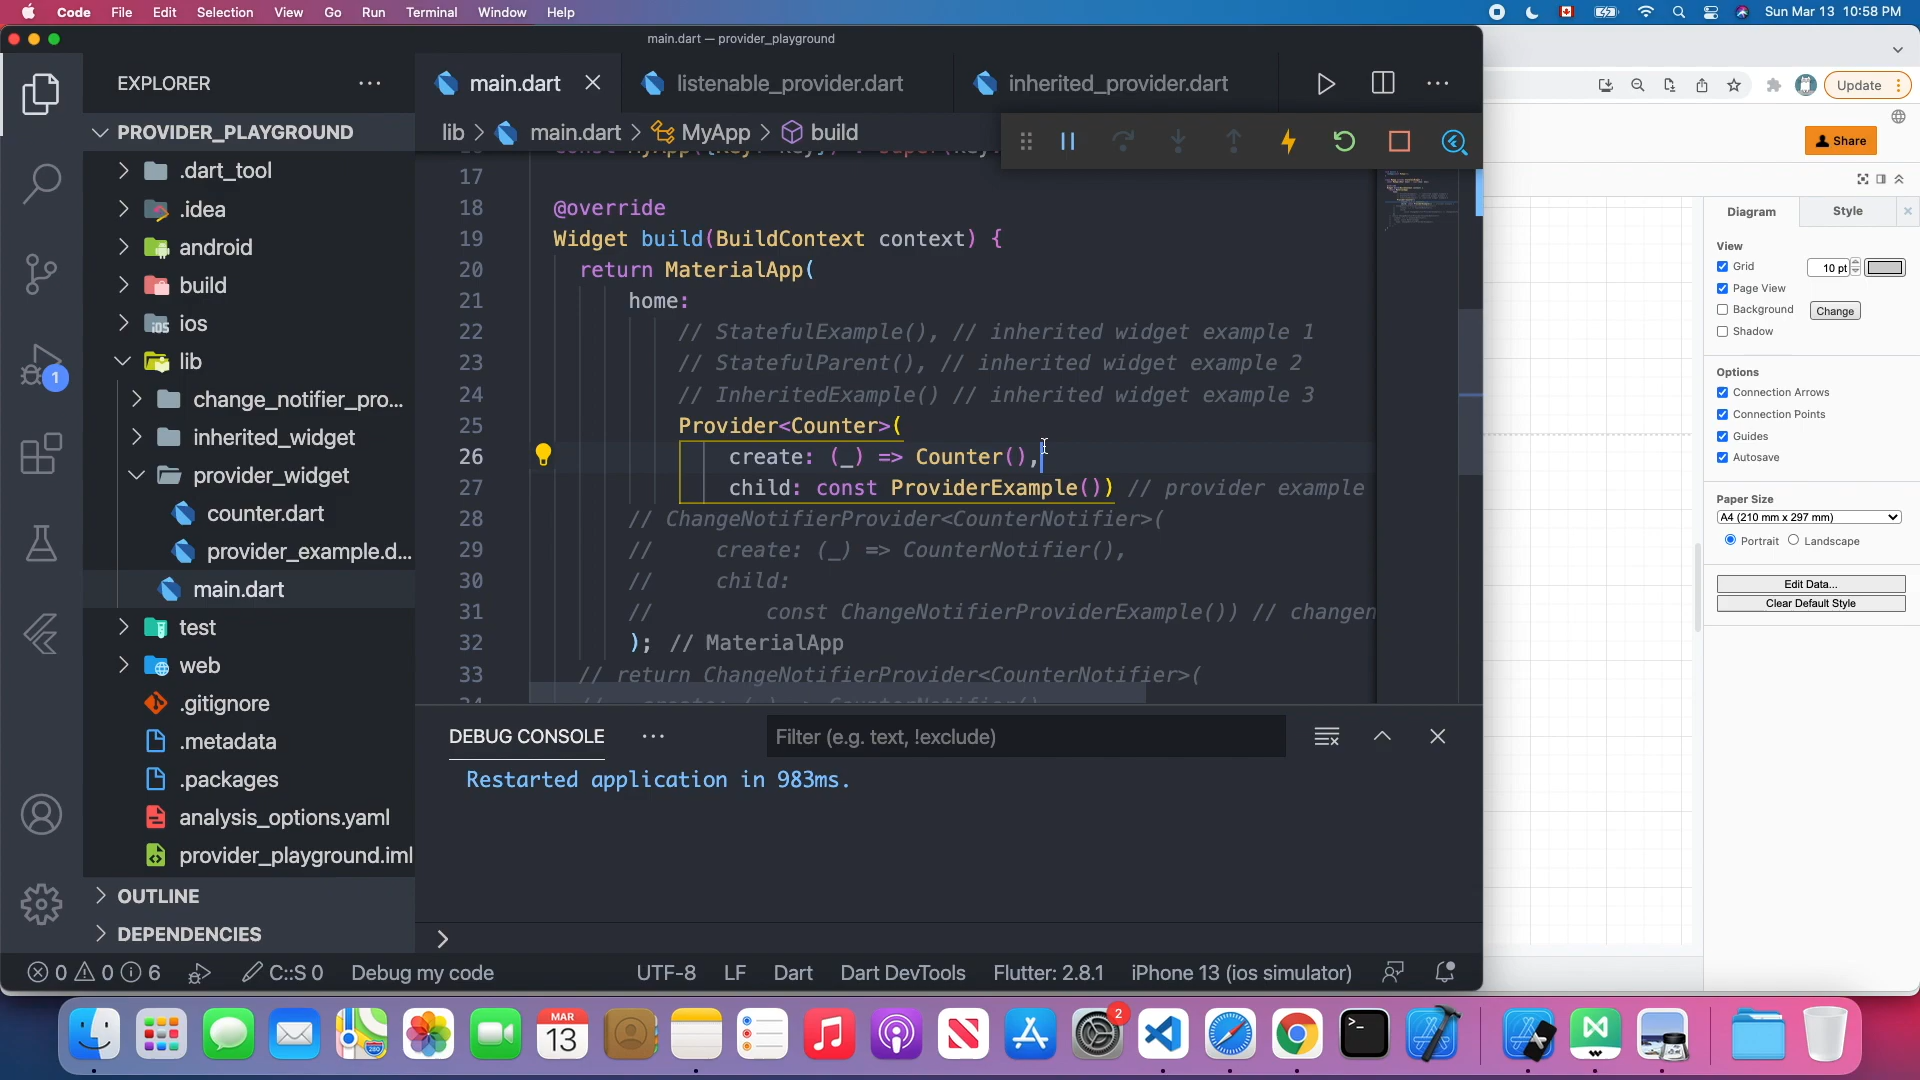 Code File Edit Selection View Go Run Terminal Window Help
Sun Mar 13 10:58 PM
main.dart — provider_playground
EXPLORER
main.dart
listenable_provider.dart
inherited_provider.dart
Update
PROVIDER_PLAYGROUND
lib > main.dart > MyApp > build
Share
.dart_tool
.idea
android
build
ios
lib
change_notifier_pro...
inherited_widget
provider_widget
counter.dart
provider_example.d...
main.dart
test
web
.gitignore
.metadata
.packages
analysis_options.yaml
provider_playground.iml
OUTLINE
DEPENDENCIES
17
18 @override
19 Widget build(BuildContext context) {
20 return MaterialApp(
21 home:
22 // StatefulExample(), // inherited widget example 1
23 // StatefulParent(), // inherited widget example 2
24 // InheritedExample() // inherited widget example 3
25 Provider<Counter>(
26 create: (_) => Counter(),
27 child: const ProviderExample()) // provider example
28 // ChangeNotifierProvider<CounterNotifier>(
29 // create: (_) => CounterNotifier(),
30 // child:
31 // const ChangeNotifierProviderExample()) // changen
32 ); // MaterialApp
33 // return ChangeNotifierProvider<CounterNotifier>(
DEBUG CONSOLE
Filter (e.g. text, !exclude)
Restarted application in 983ms.
>
0 0 6
C::S 0
Debug my code
UTF-8 LF Dart Dart DevTools Flutter: 2.8.1 iPhone 13 (ios simulator)
1
Diagram Style
View
Grid 10 pt
Page View
Background Change
Shadow
Options
Connection Arrows
Connection Points
Guides
Autosave
Paper Size
A4 (210 mm x 297 mm)
Portrait Landscape
Edit Data...
Clear Default Style
MAR
13
2
280